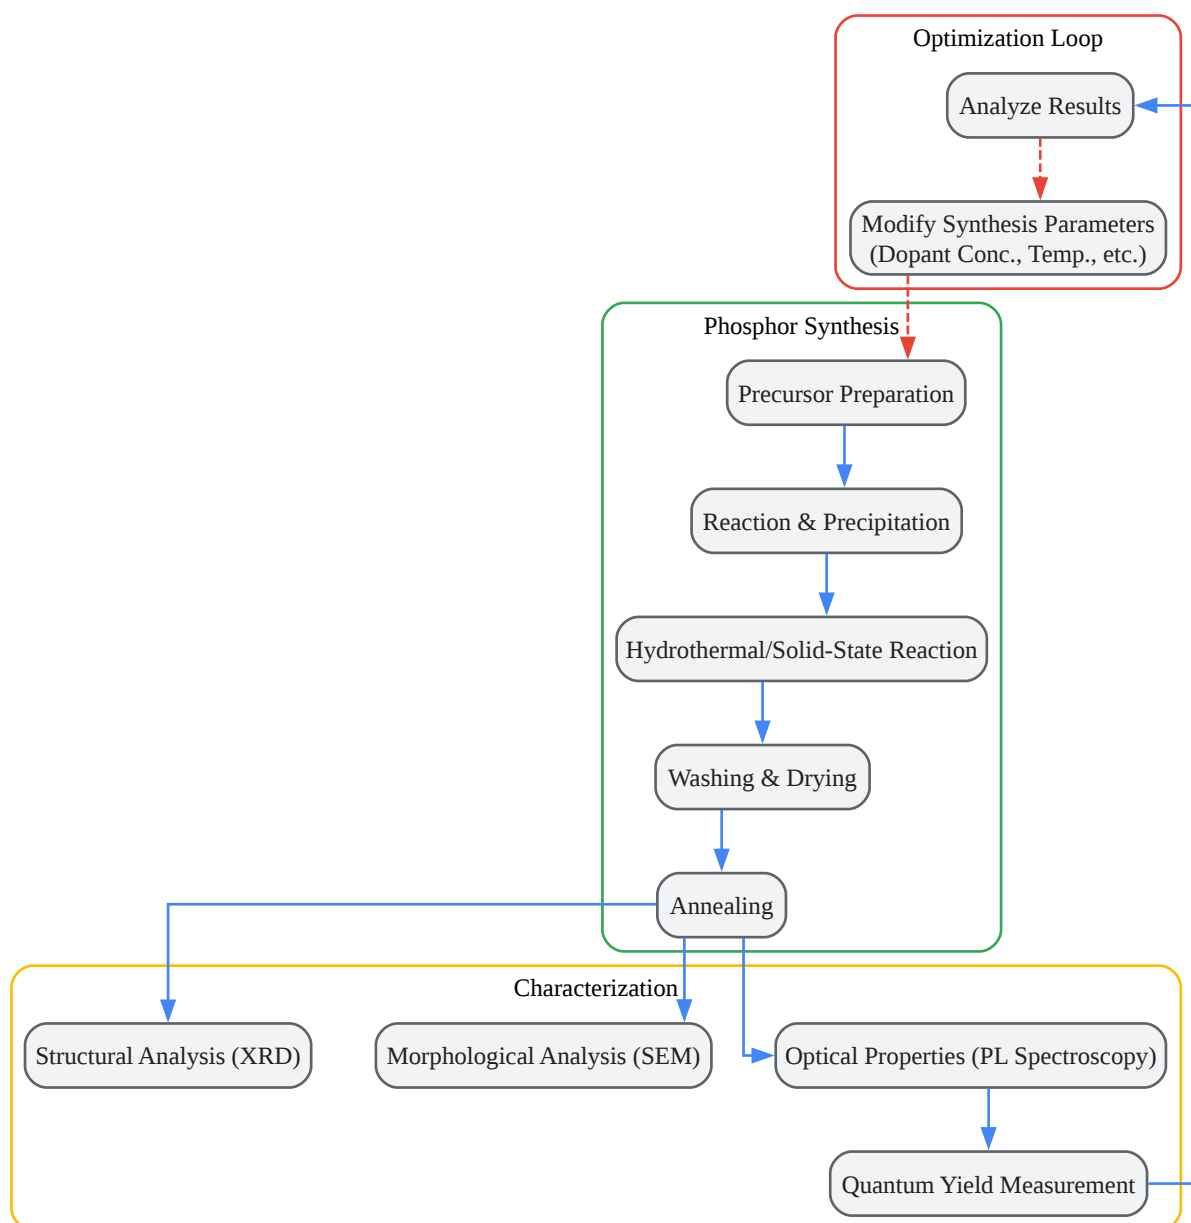 Optimization Loop
Analyze Results
Modify Synthesis Parameters
(Dopant Conc., Temp., etc.)
Phosphor Synthesis
Precursor Preparation
Reaction & Precipitation
Hydrothermal/Solid-State Reaction
Washing & Drying
Annealing
Characterization
Structural Analysis (XRD)
Morphological Analysis (SEM)
Optical Properties (PL Spectroscopy)
Quantum Yield Measurement